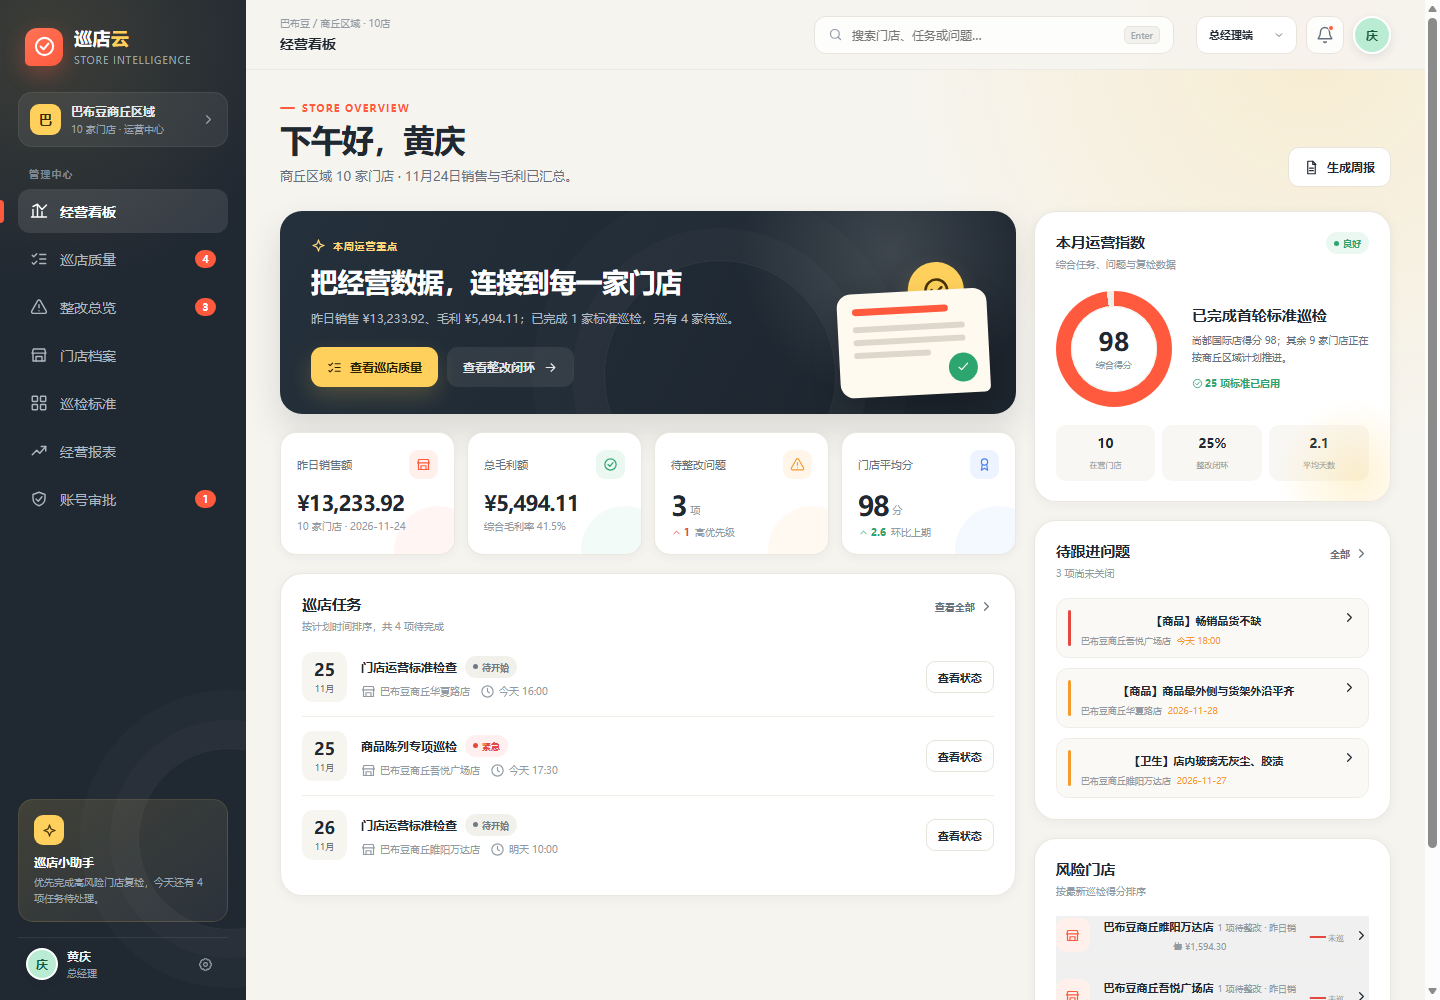 巡店云
STORE INTELLIGENCE
巴
巴布豆商丘区域
10 家门店 · 运营中心
管理中心
经营看板
巡店质量 4
整改总览 3
门店档案
巡检标准
经营报表
账号审批 1
巡店小助手
优先完成高风险门店复检，今天还有 4
项任务待处理。
庆
黄庆
总经理
巴布豆 / 商丘区域 · 10店
经营看板
搜索门店、任务或问题...
Enter
总经理端
庆
STORE OVERVIEW
下午好，黄庆
商丘区域 10 家门店 · 11月24日销售与毛利已汇总。
生成周报
本周运营重点
把经营数据，连接到每一家门店
昨日销售 ¥13,233.92、毛利 ¥5,494.11；已完成 1 家标准巡检，另有 4 家待巡。
查看巡店质量
查看整改闭环
昨日销售额
¥13,233.92
10 家门店 · 2026-11-24
总毛利额
¥5,494.11
综合毛利率 41.5%
待整改问题
3 项
1 高优先级
门店平均分
98 分
2.6 环比上期
巡店任务
按计划时间排序，共 4 项待完成
查看全部
25
11月
门店运营标准检查
待开始
巴布豆商丘华夏路店
今天 16:00
查看状态
25
11月
商品陈列专项巡检
紧急
巴布豆商丘吾悦广场店
今天 17:30
查看状态
26
11月
门店运营标准检查
待开始
巴布豆商丘睢阳万达店
明天 10:00
查看状态
本月运营指数
良好
综合任务、问题与复检数据
98
综合得分
已完成首轮标准巡检
尚都国际店得分 98；其余 9 家门店正在
按商丘区域计划推进。
25 项标准已启用
10
在营门店
25%
整改闭环
2.1
平均天数
待跟进问题
全部
3 项尚未关闭
【商品】畅销品货不缺
巴布豆商丘吾悦广场店 今天 18:00
【商品】商品最外侧与货架外沿平齐
巴布豆商丘华夏路店 2026-11-28
【卫生】店内玻璃无灰尘、胶渍
巴布豆商丘睢阳万达店 2026-11-27
风险门店
按最新巡检得分排序
巴布豆商丘睢阳万达店 1 项待整改 · 昨日销
售 ¥1,594.30
未巡
巴布豆商丘吾悦广场店 1 项待整改 · 昨日销
未巡